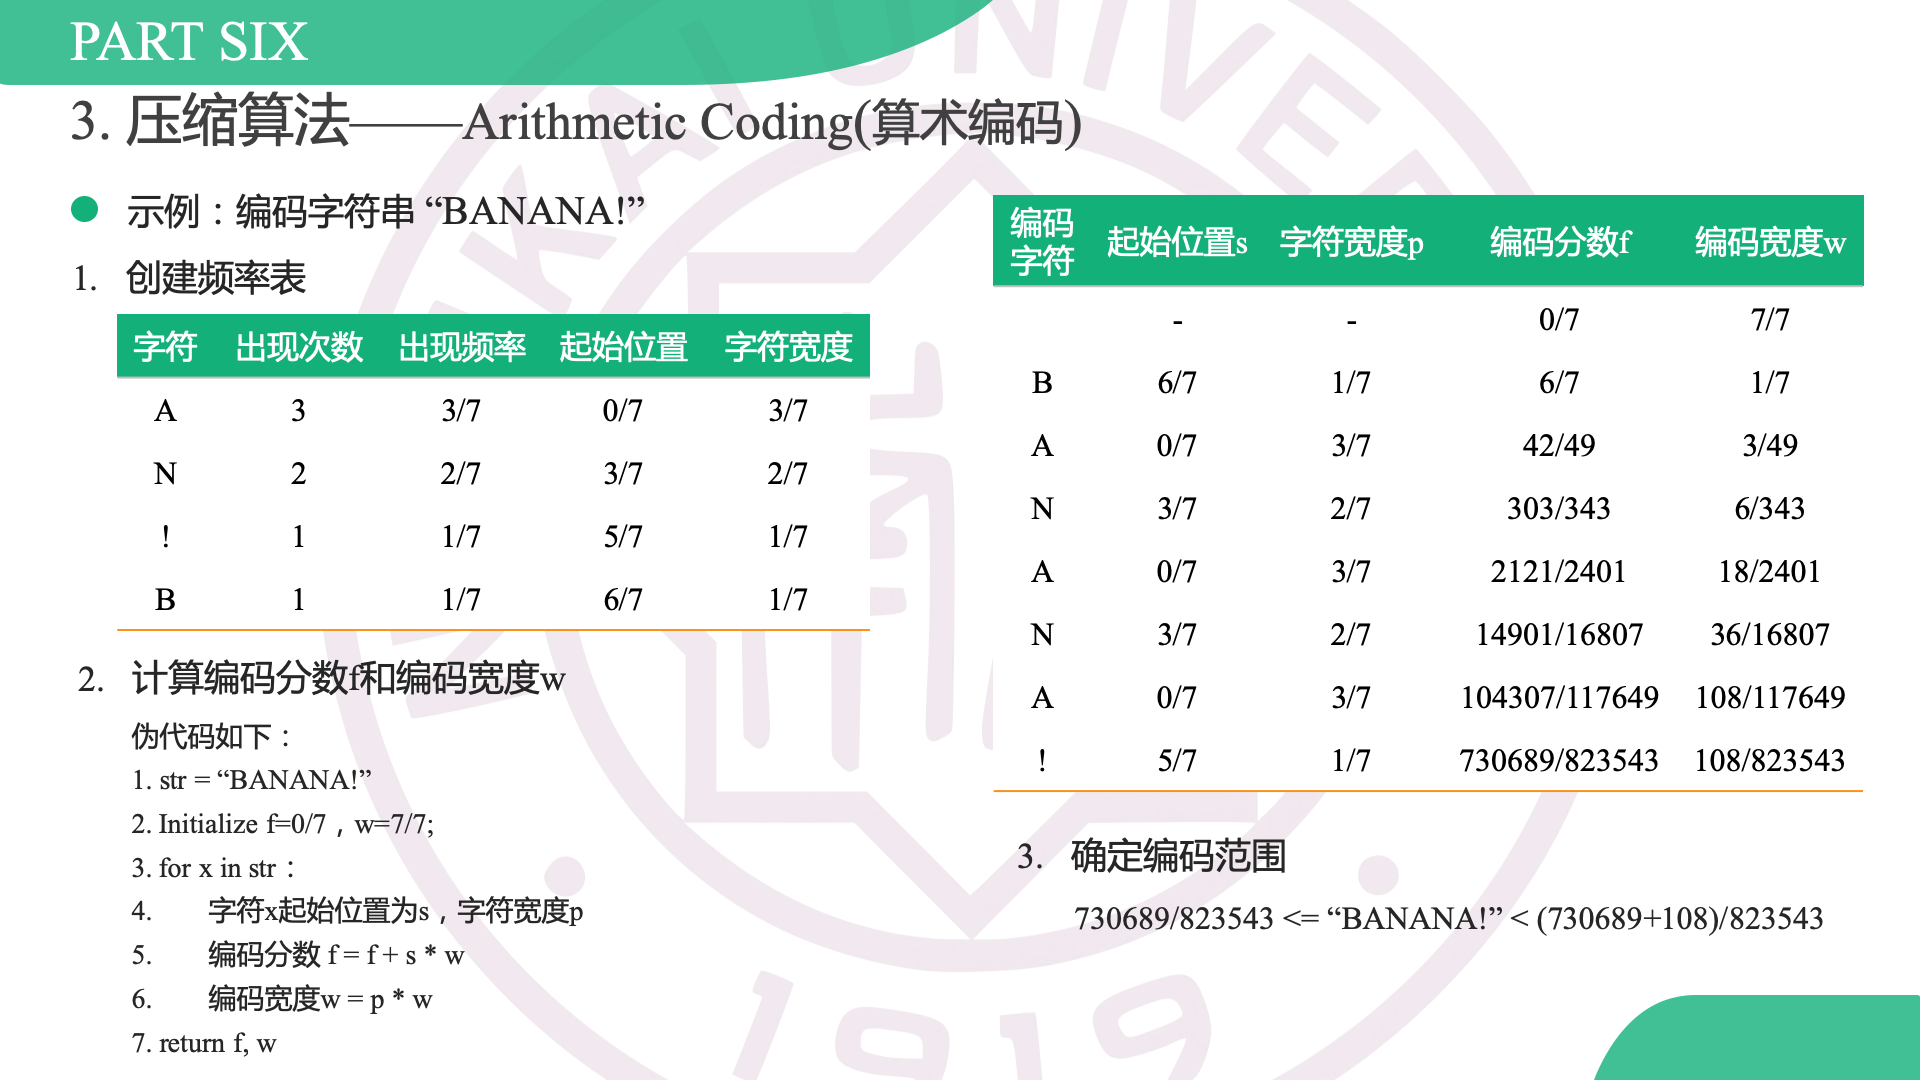 PART SIX
3. 压缩算法——Arithmetic Coding(算术编码)
示例：编码字符串 “BANANA!”
1. 创建频率表
字符 出现次数 出现频率 起始位置 字符宽度
A 3 3/7 0/7 3/7
N 2 2/7 3/7 2/7
! 1 1/7 5/7 1/7
B 1 1/7 6/7 1/7
2. 计算编码分数f和编码宽度w
伪代码如下：
1. str = “BANANA!”
2. Initialize f=0/7，w=7/7;
3. for x in str：
4. 字符x起始位置为s，字符宽度p
5. 编码分数 f = f + s * w
6. 编码宽度w = p * w
7. return f, w
编码字符 起始位置s 字符宽度p 编码分数f 编码宽度w
- - 0/7 7/7
B 6/7 1/7 6/7 1/7
A 0/7 3/7 42/49 3/49
N 3/7 2/7 303/343 6/343
A 0/7 3/7 2121/2401 18/2401
N 3/7 2/7 14901/16807 36/16807
A 0/7 3/7 104307/117649 108/117649
! 5/7 1/7 730689/823543 108/823543
3. 确定编码范围
730689/823543 <= “BANANA!” < (730689+108)/823543
1919